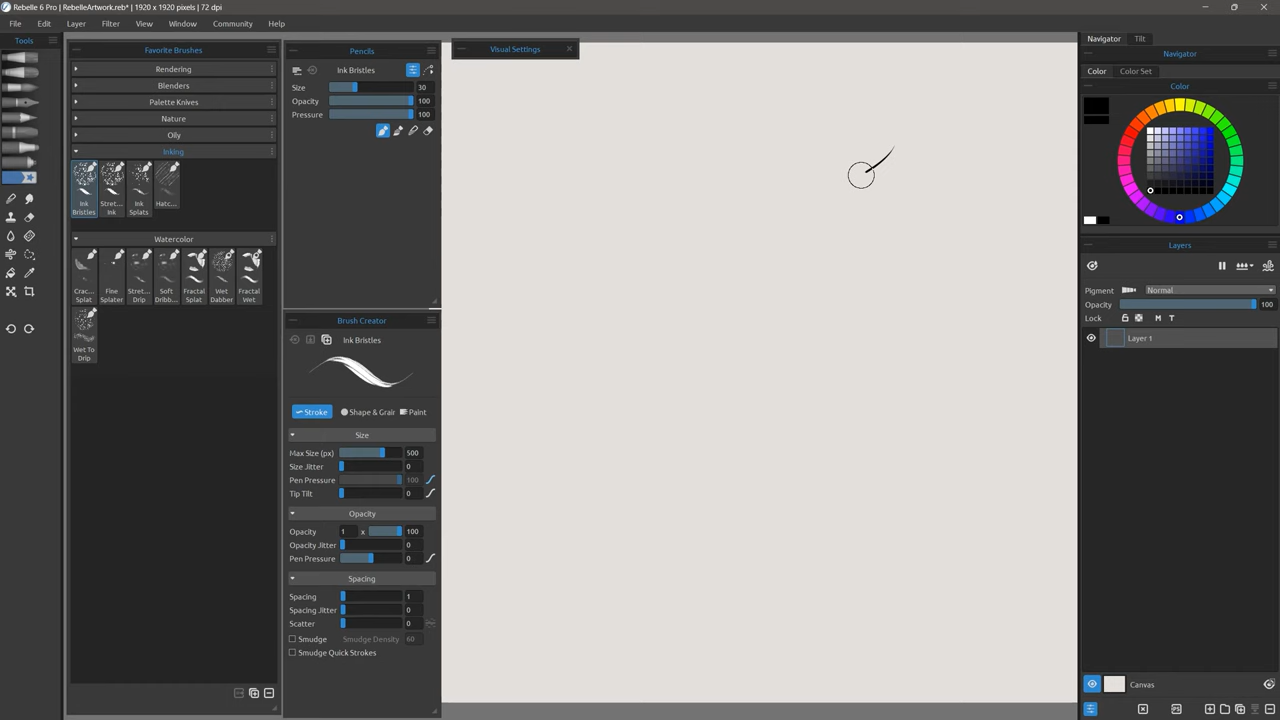 Rebelle 6 Pro | RebelleArtwork.reb* | 1920 x 1920 pixels | 72 dpi
File Edit Layer Filter View Window Community Help
Tools
Favorite Brushes
Rendering
Blenders
Palette Knives
Nature
Oily
Inking
Ink Bristles
Stret... Ink
Ink Splats
Hatc...
Watercolor
Crac... Splat
Fine Splater
Stret... Drip
Soft Dribb...
Fractal Splat
Wet Dabber
Fractal Wet
Wet To Drip
Pencils
Ink Bristles
Size 30
Opacity 100
Pressure 100
Brush Creator
Ink Bristles
Stroke Shape & Grain Paint
Size
Max Size (px) 500
Size Jitter 0
Pen Pressure 100
Tip Tilt 0
Opacity
Opacity 1 x 100
Opacity Jitter 0
Pen Pressure 0
Spacing
Spacing 1
Spacing Jitter 0
Scatter 0
Smudge Smudge Density 60
Smudge Quick Strokes
Visual Settings
Navigator Tilt
Navigator
Color Color Set
Color
Layers
Pigment Normal
Opacity 100
Lock M T
Layer 1
Canvas